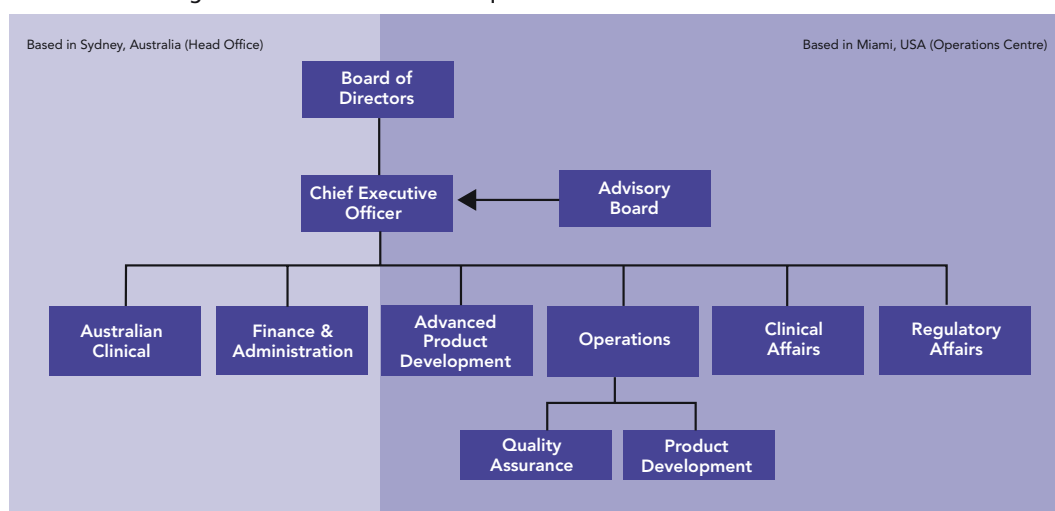 Based in Sydney, Australia (Head Office)
Based in Miami, USA (Operations Centre)
Board of
Directors
Chief Executive
Officer
Advisory
Board
Australian
Clinical
Finance &
Administration
Advanced
Product
Development
Operations
Clinical
Affairs
Regulatory
Affairs
Quality
Assurance
Product
Development